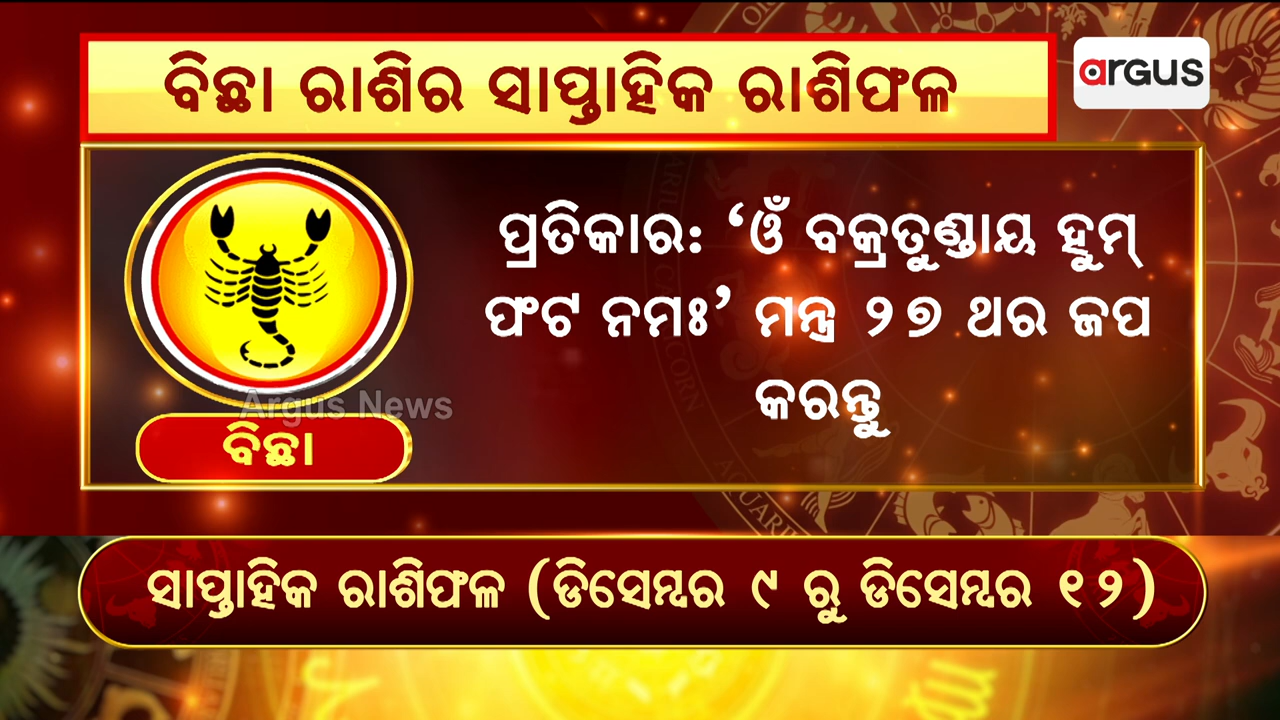 ବିଛା ରାଶିର ସାପ୍ତାହିକ ରାଶିଫଳ
argus
ପ୍ରତିକାର: ‘ଓଁ ବକ୍ରତୁଣ୍ଡାୟ ହୁମ୍
ଫଟ ନମଃ’ ମନ୍ତ୍ର ୨୭ ଥର ଜପ
କରନ୍ତୁ
Argus News
ବିଛା
ସାପ୍ତାହିକ ରାଶିଫଳ (ଡିସେମ୍ବର ୯ ରୁ ଡିସେମ୍ବର ୧୨)